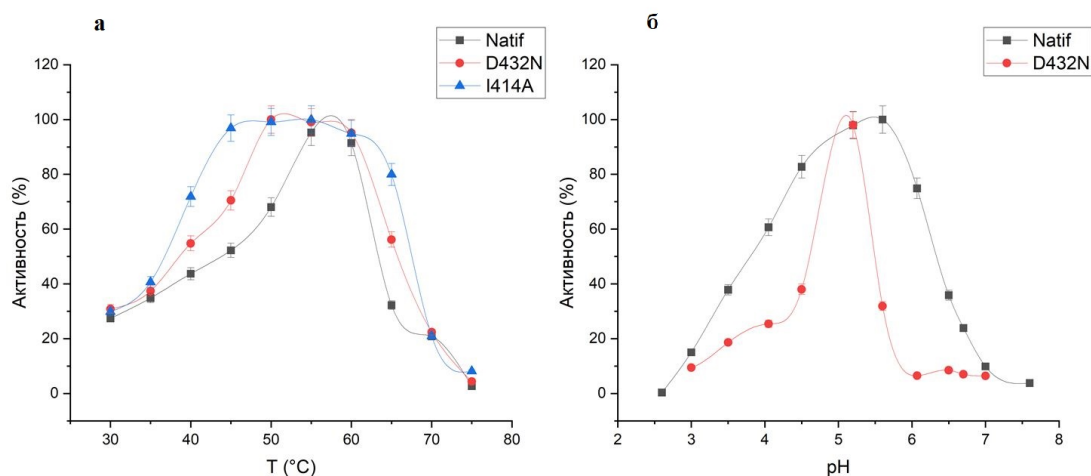 а
Natif
D432N
I414A
120
100
80
60
40
20
0
Активность (%)
30 40 50 60 70 80
T (°C)
б
Natif
D432N
120
100
80
60
40
20
0
Активность (%)
2 3 4 5 6 7 8
pH